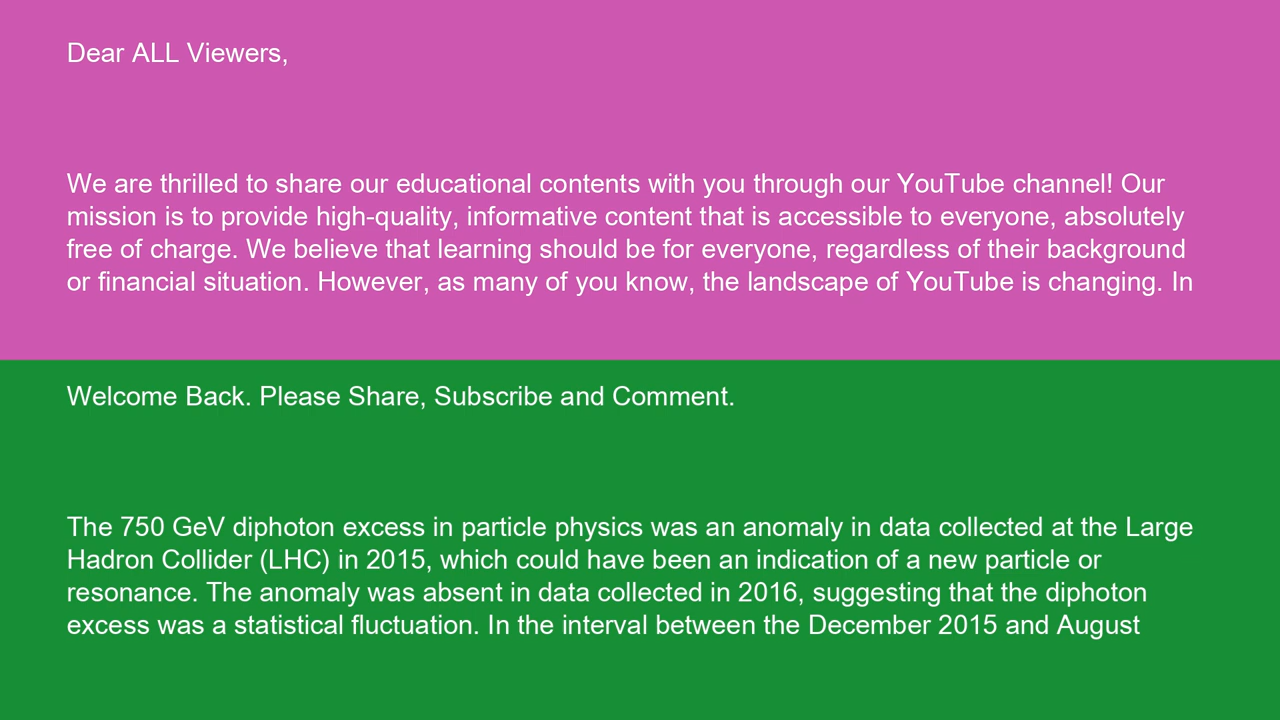 Dear ALL Viewers,
We are thrilled to share our educational contents with you through our YouTube channel! Our
mission is to provide high-quality, informative content that is accessible to everyone, absolutely
free of charge. We believe that learning should be for everyone, regardless of their background
or financial situation. However, as many of you know, the landscape of YouTube is changing. In
Welcome Back. Please Share, Subscribe and Comment.
The 750 GeV diphoton excess in particle physics was an anomaly in data collected at the Large
Hadron Collider (LHC) in 2015, which could have been an indication of a new particle or
resonance. The anomaly was absent in data collected in 2016, suggesting that the diphoton
excess was a statistical fluctuation. In the interval between the December 2015 and August